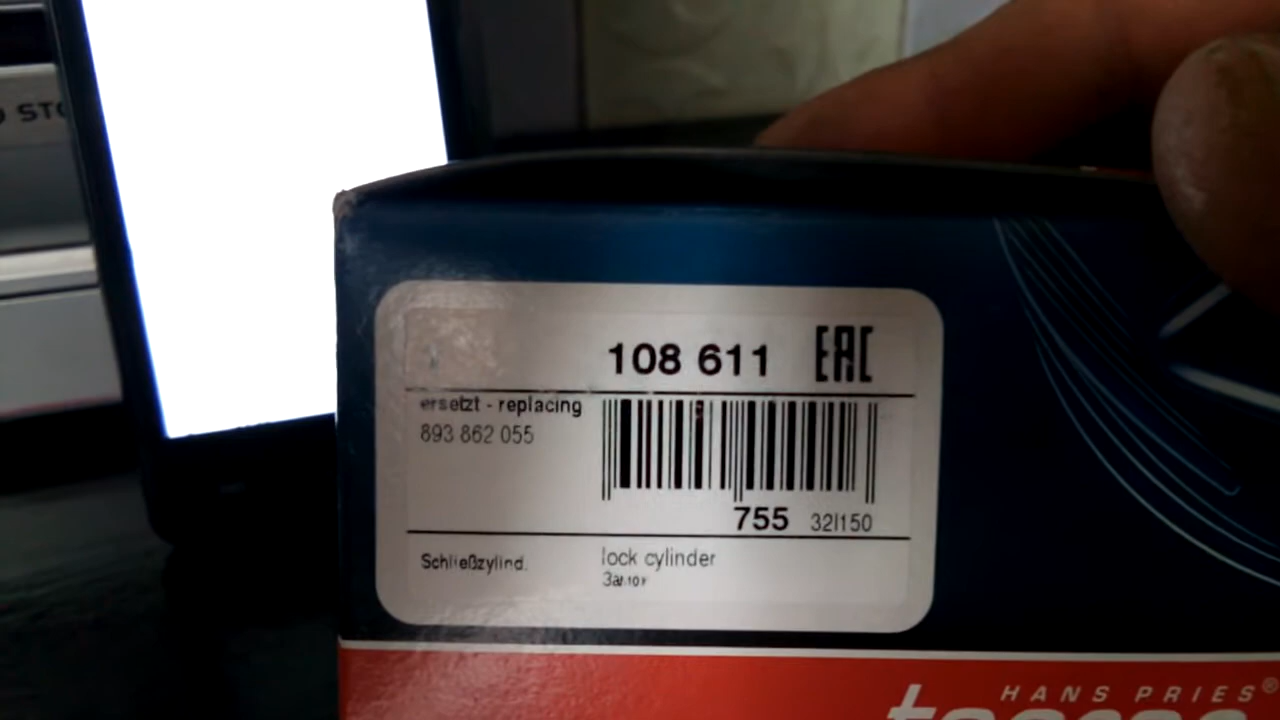 108 611 EAC
ersetzt - replacing
893 862 055
755 32I150
Schließzylind.
lock cylinder
HANS PRIES®